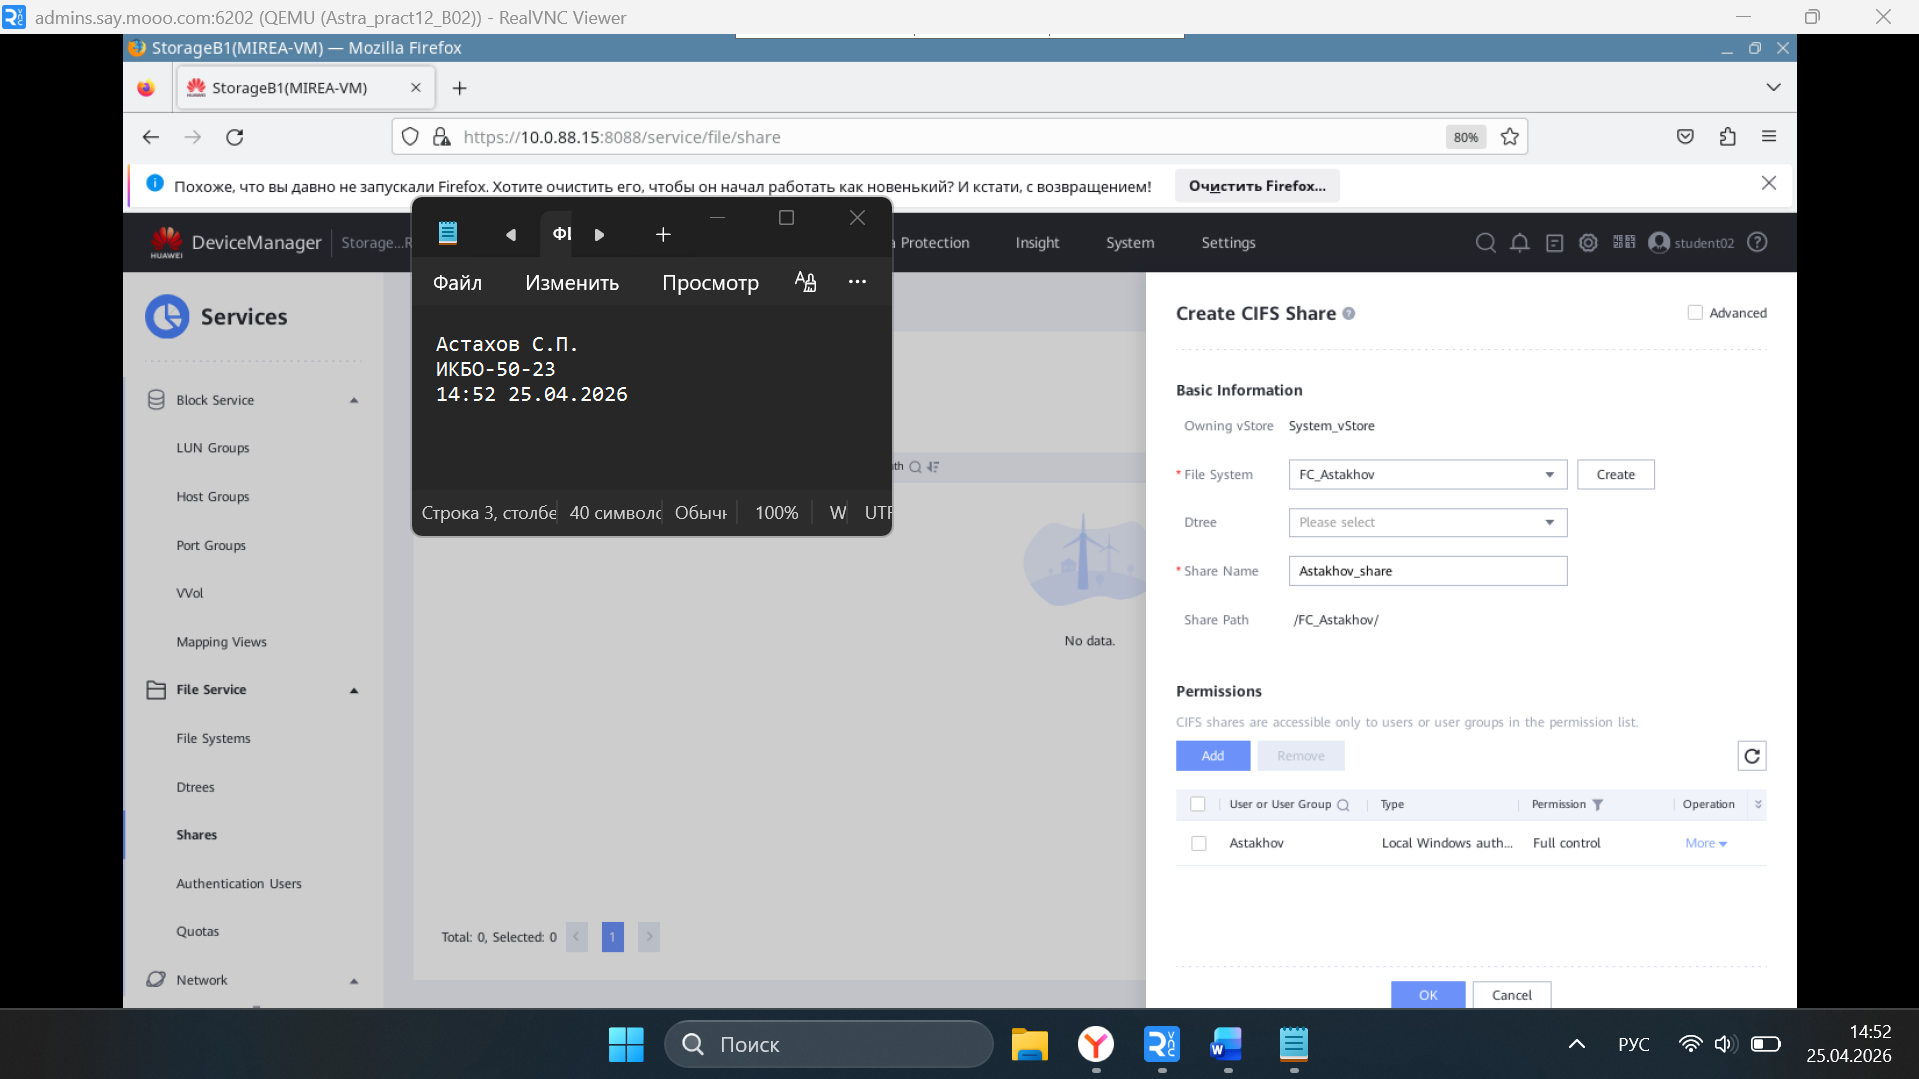 admins.say.mooo.com:6202 (QEMU (Astra_pract12_B02)) - RealVNC Viewer
StorageB1(MIREA-VM) — Mozilla Firefox
StorageB1(MIREA-VM)
https://10.0.88.15:8088/service/file/share
80%
Похоже, что вы давно не запускали Firefox. Хотите очистить его, чтобы он начал работать как новенький? И кстати, с возвращением!
Очистить Firefox...
HUAWEI
DeviceManager
Storage...
Protection
Insight
System
Settings
student02
Services
Block Service
LUN Groups
Host Groups
Port Groups
VVol
Mapping Views
File Service
File Systems
Dtrees
Shares
Authentication Users
Quotas
Network
Файл
Изменить
Просмотр
Астахов С.П.
ИКБО-50-23
14:52 25.04.2026
Строка 3, столбе
40 символо
Обычн
100%
W
UTF
No data.
Total: 0, Selected: 0
1
Create CIFS Share
Advanced
Basic Information
Owning vStore System_vStore
* File System FC_Astakhov Create
Dtree Please select
* Share Name Astakhov_share
Share Path /FC_Astakhov/
Permissions
CIFS shares are accessible only to users or user groups in the permission list.
Add Remove
User or User Group Type Permission Operation
Astakhov Local Windows auth... Full control More
OK Cancel
Поиск
РУС
14:52
25.04.2026